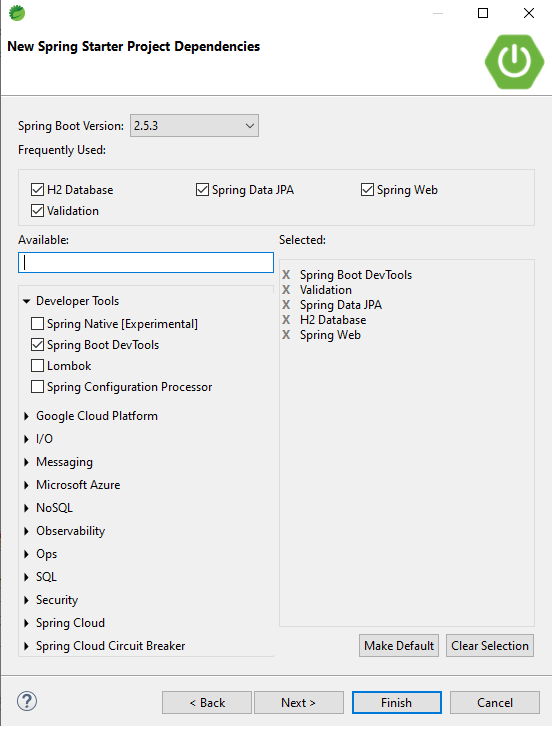 New Spring Starter Project Dependencies
Spring Boot Version: 2.5.3
Frequently Used:
H2 Database Spring Data JPA Spring Web
Validation
Available: Selected:
Spring Boot DevTools
Validation
Spring Data JPA
H2 Database
Spring Web
Developer Tools
Spring Native [Experimental]
Spring Boot DevTools
Lombok
Spring Configuration Processor
Google Cloud Platform
I/O
Messaging
Microsoft Azure
NoSQL
Observability
Ops
SQL
Security
Spring Cloud
Spring Cloud Circuit Breaker
Make Default Clear Selection
? < Back Next > Finish Cancel